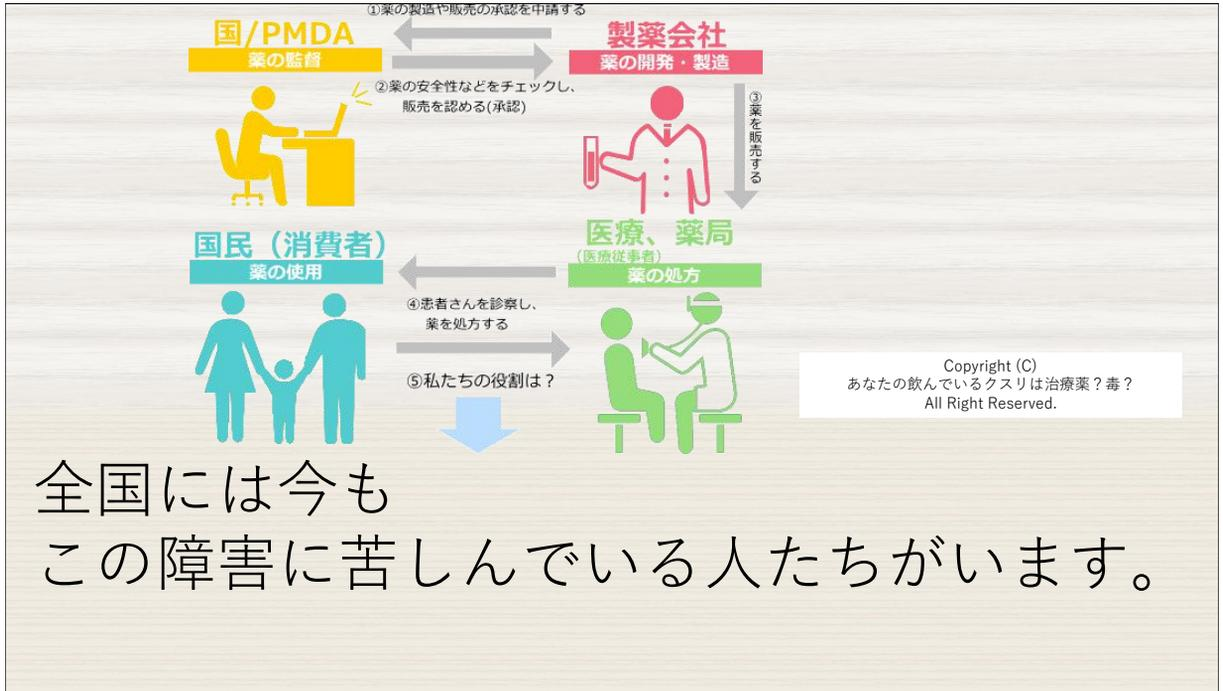 ①薬の製造や販売の承認を申請する
国/PMDA
薬の監督
製薬会社
薬の開発・製造
②薬の安全性などをチェックし、
販売を認める(承認)
③薬を販売する
国民（消費者）
薬の使用
医療、薬局
（医療従事者）
薬の処方
④患者さんを診察し、
薬を処方する
⑤私たちの役割は？
Copyright (C)
あなたの飲んでいるクスリは治療薬？毒？
All Right Reserved.
全国には今も
この障害に苦しんでいる人たちがいます。